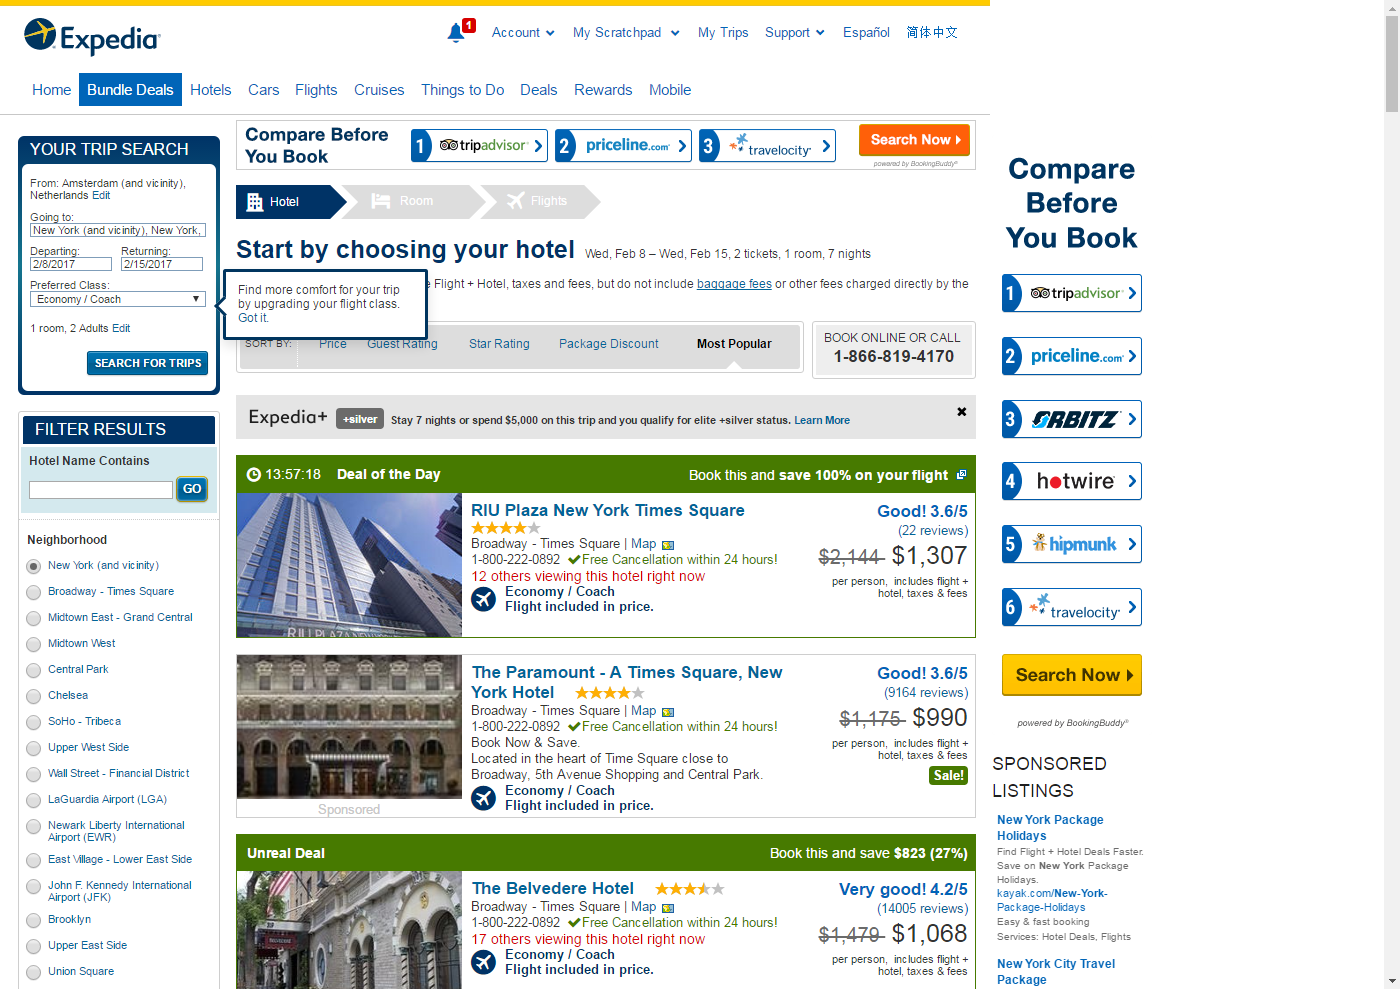 Expedia
1
Account
My Scratchpad
My Trips
Support
Español
简体中文
Home
Bundle Deals
Hotels
Cars
Flights
Cruises
Things to Do
Deals
Rewards
Mobile
YOUR TRIP SEARCH
From: Amsterdam (and vicinity),
Netherlands Edit
Going to:
New York (and vicinity), New York,
Departing:
Returning:
2/8/2017
2/15/2017
Preferred Class:
Economy / Coach
1 room, 2 Adults Edit
SEARCH FOR TRIPS
Find more comfort for your trip
by upgrading your flight class.
Got it.
FILTER RESULTS
Hotel Name Contains
GO
Neighborhood
New York (and vicinity)
Broadway - Times Square
Midtown East - Grand Central
Midtown West
Central Park
Chelsea
SoHo - Tribeca
Upper West Side
Wall Street - Financial District
LaGuardia Airport (LGA)
Newark Liberty International
Airport (EWR)
East Village - Lower East Side
John F. Kennedy International
Airport (JFK)
Brooklyn
Upper East Side
Union Square
Compare Before
You Book
1 tripadvisor
2 priceline.com
3 travelocity
Search Now
powered by BookingBuddy
Hotel
Room
Flights
Start by choosing your hotel
Wed, Feb 8 – Wed, Feb 15, 2 tickets, 1 room, 7 nights
e Flight + Hotel, taxes and fees, but do not include baggage fees or other fees charged directly by the
SORT BY:
Price
Guest Rating
Star Rating
Package Discount
Most Popular
BOOK ONLINE OR CALL
1-866-819-4170
Expedia+
+silver
Stay 7 nights or spend $5,000 on this trip and you qualify for elite +silver status. Learn More
13:57:18
Deal of the Day
Book this and save 100% on your flight
RIU PLAZA NEW YORK
RIU Plaza New York Times Square
Broadway - Times Square | Map
1-800-222-0892
Free Cancellation within 24 hours!
12 others viewing this hotel right now
Economy / Coach
Flight included in price.
Good! 3.6/5
(22 reviews)
$2,144 $1,307
per person, includes flight +
hotel, taxes & fees
Sponsored
The Paramount - A Times Square, New
York Hotel
Broadway - Times Square | Map
1-800-222-0892
Free Cancellation within 24 hours!
Book Now & Save.
Located in the heart of Time Square close to
Broadway, 5th Avenue Shopping and Central Park.
Economy / Coach
Flight included in price.
Good! 3.6/5
(9164 reviews)
$1,175 $990
per person, includes flight +
hotel, taxes & fees
Sale!
Unreal Deal
Book this and save $823 (27%)
The Belvedere Hotel
Broadway - Times Square | Map
1-800-222-0892
Free Cancellation within 24 hours!
17 others viewing this hotel right now
Economy / Coach
Flight included in price.
Very good! 4.2/5
(14005 reviews)
$1,479 $1,068
per person, includes flight +
hotel, taxes & fees
Compare
Before
You Book
1 tripadvisor
2 priceline.com
3 ORBITZ
4 hotwire
5 hipmunk
6 travelocity
Search Now
powered by BookingBuddy
SPONSORED
LISTINGS
New York Package
Holidays
Find Flight + Hotel Deals Faster.
Save on New York Package
Holidays.
kayak.com/New-York-
Package-Holidays
Easy & fast booking
Services: Hotel Deals, Flights
New York City Travel
Package